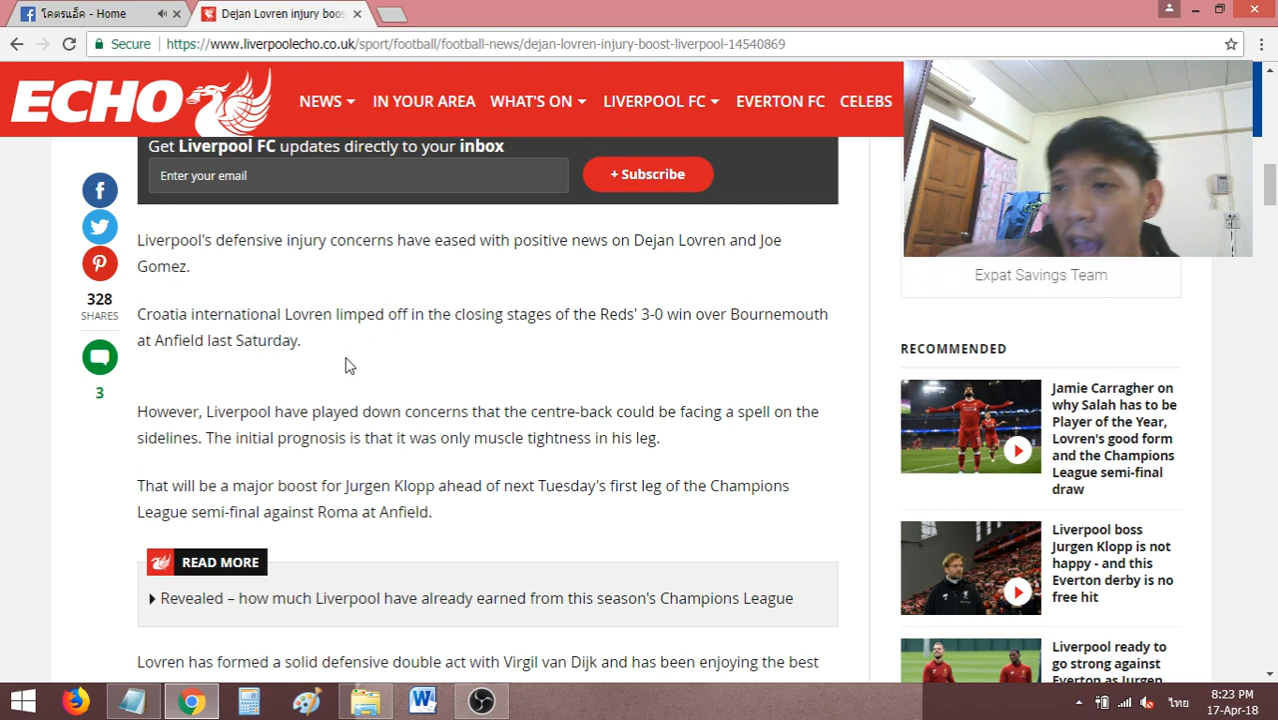 โคตรแอ็ค - Home
Dejan Lovren injury boos
Secure
https://www.liverpoolecho.co.uk/sport/football/football-news/dejan-lovren-injury-boost-liverpool-14540869
ECHO
NEWS
IN YOUR AREA
WHAT'S ON
LIVERPOOL FC
EVERTON FC
CELEBS
Get Liverpool FC updates directly to your inbox
Enter your email
+ Subscribe
328
SHARES
3
Liverpool's defensive injury concerns have eased with positive news on Dejan Lovren and Joe
Gomez.
Croatia international Lovren limped off in the closing stages of the Reds' 3-0 win over Bournemouth
at Anfield last Saturday.
However, Liverpool have played down concerns that the centre-back could be facing a spell on the
sidelines. The initial prognosis is that it was only muscle tightness in his leg.
That will be a major boost for Jurgen Klopp ahead of next Tuesday's first leg of the Champions
League semi-final against Roma at Anfield.
READ MORE
Revealed – how much Liverpool have already earned from this season's Champions League
Lovren has formed a solid defensive double act with Virgil van Dijk and has been enjoying the best
Expat Savings Team
RECOMMENDED
Jamie Carragher on
why Salah has to be
Player of the Year,
Lovren's good form
and the Champions
League semi-final
draw
Liverpool boss
Jurgen Klopp is not
happy - and this
Everton derby is no
free hit
Liverpool ready to
go strong against
Everton as Jurgen
ไทย
8:23 PM
17-Apr-18